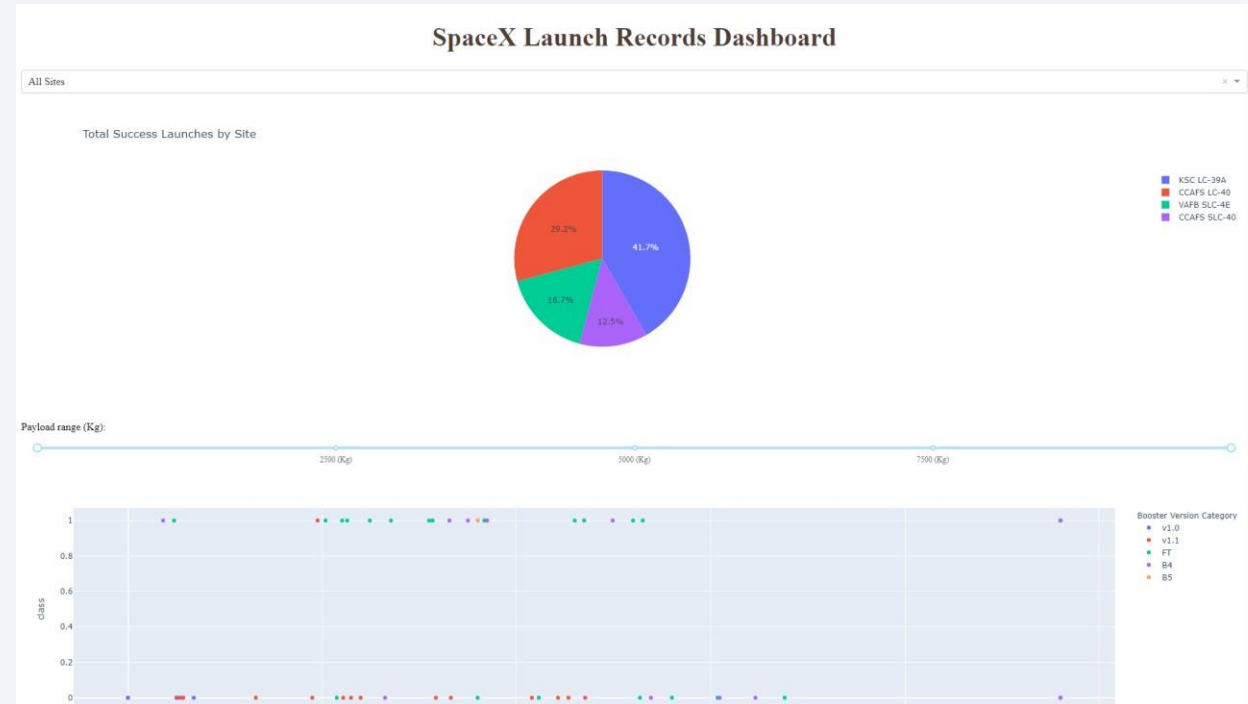 SpaceX Launch Records Dashboard
All Sites
Total Success Launches by Site
KSC LC-39A
CCAFS LC-40
VAFB SLC-4E
CCAFS SLC-40
29.2%
41.7%
16.7%
12.5%
Payload range (Kg):
2500 (Kg)
5000 (Kg)
7500 (Kg)
Booster Version Category
v1.0
v1.1
FT
B4
B5
class
1
0.8
0.6
0.4
0.2
0